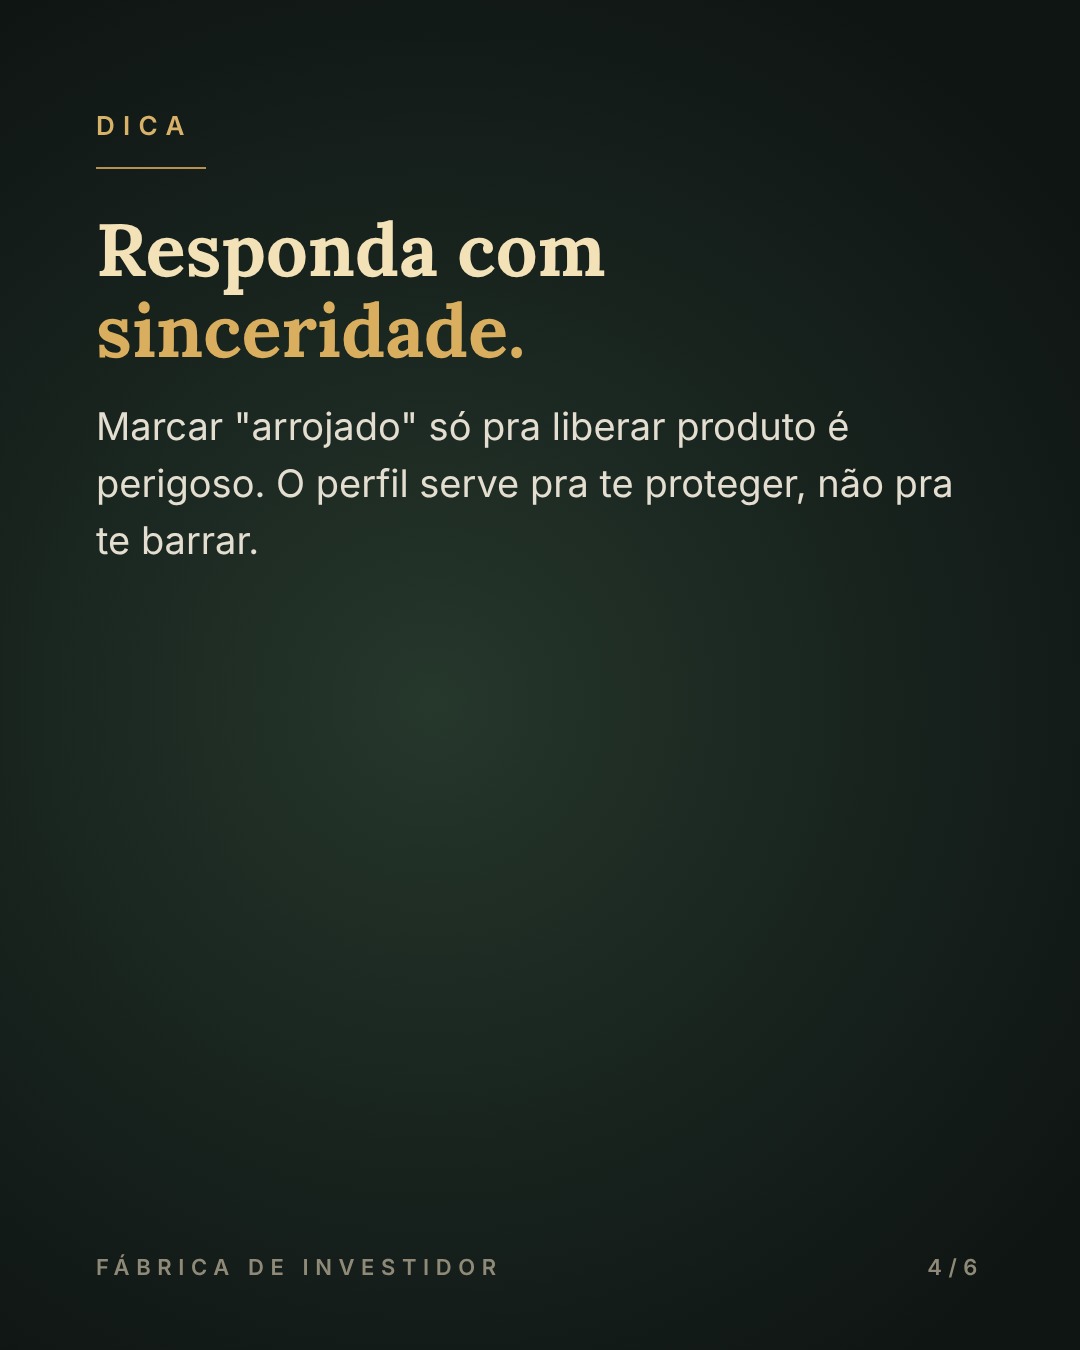 DICA
Responda com
sinceridade.
Marcar "arrojado" só pra liberar produto é
perigoso. O perfil serve pra te proteger, não pra
te barrar.
FÁBRICA DE INVESTIDOR
4/6